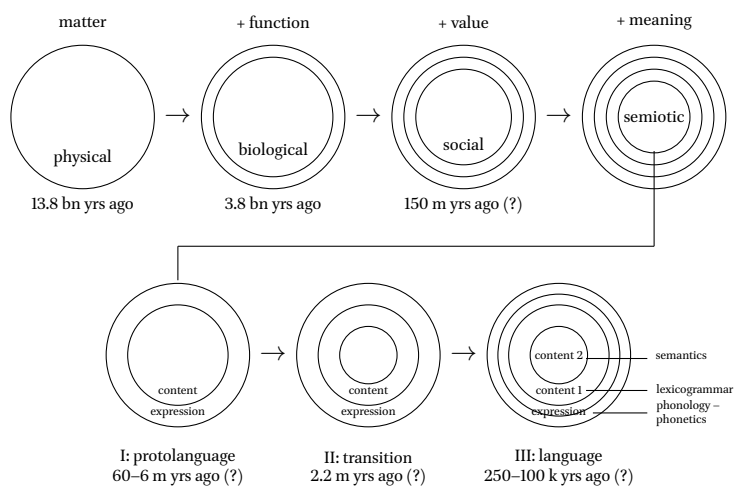 matter
+ function
+ value
+ meaning
physical
biological
social
semiotic
13.8 bn yrs ago
3.8 bn yrs ago
150 m yrs ago (?)
content
expression
content
expression
content 2
content 1
expression
semantics
lexicogrammar
phonology –
phonetics
I: protolanguage
60–6 m yrs ago (?)
II: transition
2.2 m yrs ago (?)
III: language
250–100 k yrs ago (?)